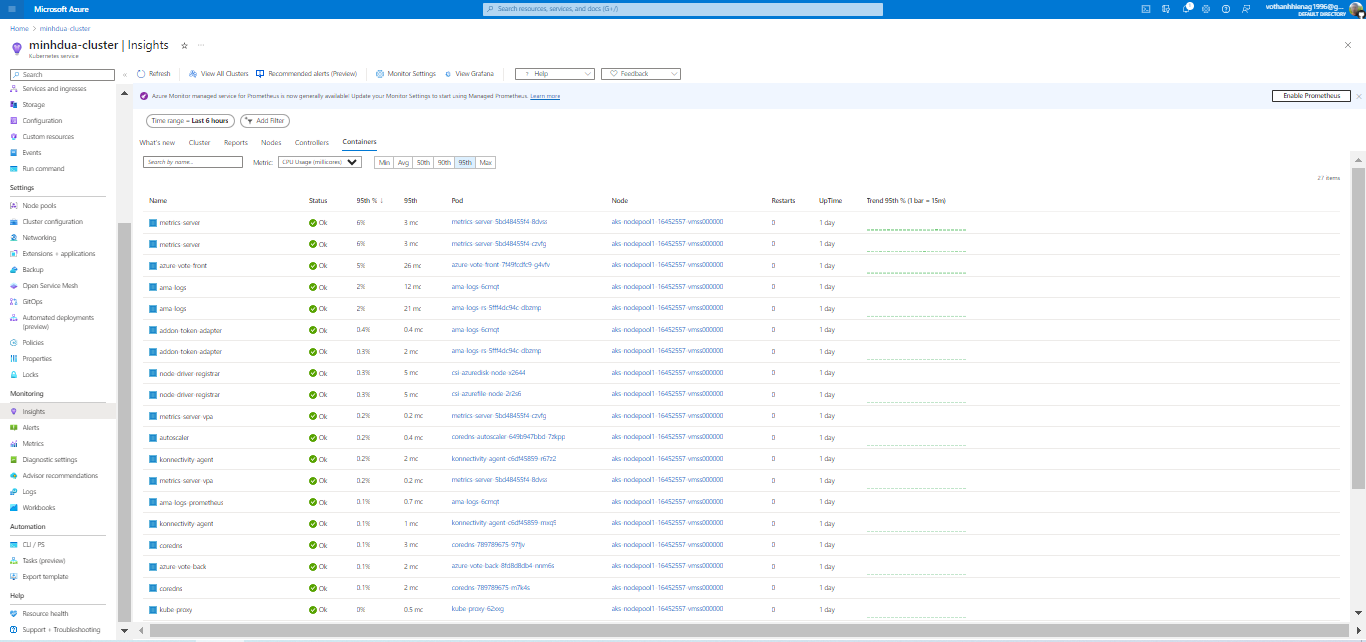 Microsoft Azure
Search resources, services, and docs (G+/)
vothanhhienag1996@g...
DEFAULT DIRECTORY
Home > minhdua-cluster
minhdua-cluster | Insights
Kubernetes service
Search
Refresh
View All Clusters
Recommended alerts (Preview)
Monitor Settings
View Grafana
Help
Feedback
Services and ingresses
Storage
Configuration
Custom resources
Events
Run command
Settings
Node pools
Cluster configuration
Networking
Extensions + applications
Backup
Open Service Mesh
GitOps
Automated deployments
(preview)
Policies
Properties
Locks
Monitoring
Insights
Alerts
Metrics
Diagnostic settings
Advisor recommendations
Logs
Workbooks
Automation
CLI / PS
Tasks (preview)
Export template
Help
Resource health
Support + Troubleshooting
Azure Monitor managed service for Prometheus is now generally available! Update your Monitor Settings to start using Managed Prometheus. Learn more
Enable Prometheus
Time range = Last 6 hours
Add Filter
What's new Cluster Reports Nodes Controllers Containers
Search by name...
Metric: CPU Usage (millicores)
Min Avg 50th 90th 95th Max
27 items
Name Status 95th % ↓ 95th Pod Node Restarts UpTime Trend 95th % (1 bar = 15m)
metrics-server Ok 6% 3 mc metrics-server-5bd48455f4-8dvss aks-nodepool1-16452557-vmss000000 0 1 day
metrics-server Ok 6% 3 mc metrics-server-5bd48455f4-czvfg aks-nodepool1-16452557-vmss000000 0 1 day
azure-vote-front Ok 5% 26 mc azure-vote-front-7f49fcdfc9-g4vfv aks-nodepool1-16452557-vmss000000 0 1 day
ama-logs Ok 2% 12 mc ama-logs-6cmqt aks-nodepool1-16452557-vmss000000 0 1 day
ama-logs Ok 2% 21 mc ama-logs-rs-5fff4dc94c-dbzmp aks-nodepool1-16452557-vmss000000 0 1 day
addon-token-adapter Ok 0.4% 0.4 mc ama-logs-6cmqt aks-nodepool1-16452557-vmss000000 0 1 day
addon-token-adapter Ok 0.3% 2 mc ama-logs-rs-5fff4dc94c-dbzmp aks-nodepool1-16452557-vmss000000 0 1 day
node-driver-registrar Ok 0.3% 5 mc csi-azuredisk-node-v2644 aks-nodepool1-16452557-vmss000000 0 1 day
node-driver-registrar Ok 0.3% 5 mc csi-azurefile-node-2r2s6 aks-nodepool1-16452557-vmss000000 0 1 day
metrics-server-vpa Ok 0.2% 0.2 mc metrics-server-5bd48455f4-czvfg aks-nodepool1-16452557-vmss000000 0 1 day
autoscaler Ok 0.2% 0.4 mc coredns-autoscaler-649b947bbd-7zkpp aks-nodepool1-16452557-vmss000000 0 1 day
konnectivity-agent Ok 0.2% 2 mc konnectivity-agent-c6df45859-r67z2 aks-nodepool1-16452557-vmss000000 0 1 day
metrics-server-vpa Ok 0.2% 0.2 mc metrics-server-5bd48455f4-8dvss aks-nodepool1-16452557-vmss000000 0 1 day
ama-logs-prometheus Ok 0.1% 0.7 mc ama-logs-6cmqt aks-nodepool1-16452557-vmss000000 0 1 day
konnectivity-agent Ok 0.1% 1 mc konnectivity-agent-c6df45859-mxq5 aks-nodepool1-16452557-vmss000000 0 1 day
coredns Ok 0.1% 3 mc coredns-789789675-97fjv aks-nodepool1-16452557-vmss000000 0 1 day
azure-vote-back Ok 0.1% 2 mc azure-vote-back-8fd8d8db4-nnm6s aks-nodepool1-16452557-vmss000000 0 1 day
coredns Ok 0.1% 2 mc coredns-789789675-m7k4s aks-nodepool1-16452557-vmss000000 0 1 day
kube-proxy Ok 0% 0.5 mc kube-proxy-62xxg aks-nodepool1-16452557-vmss000000 0 1 day